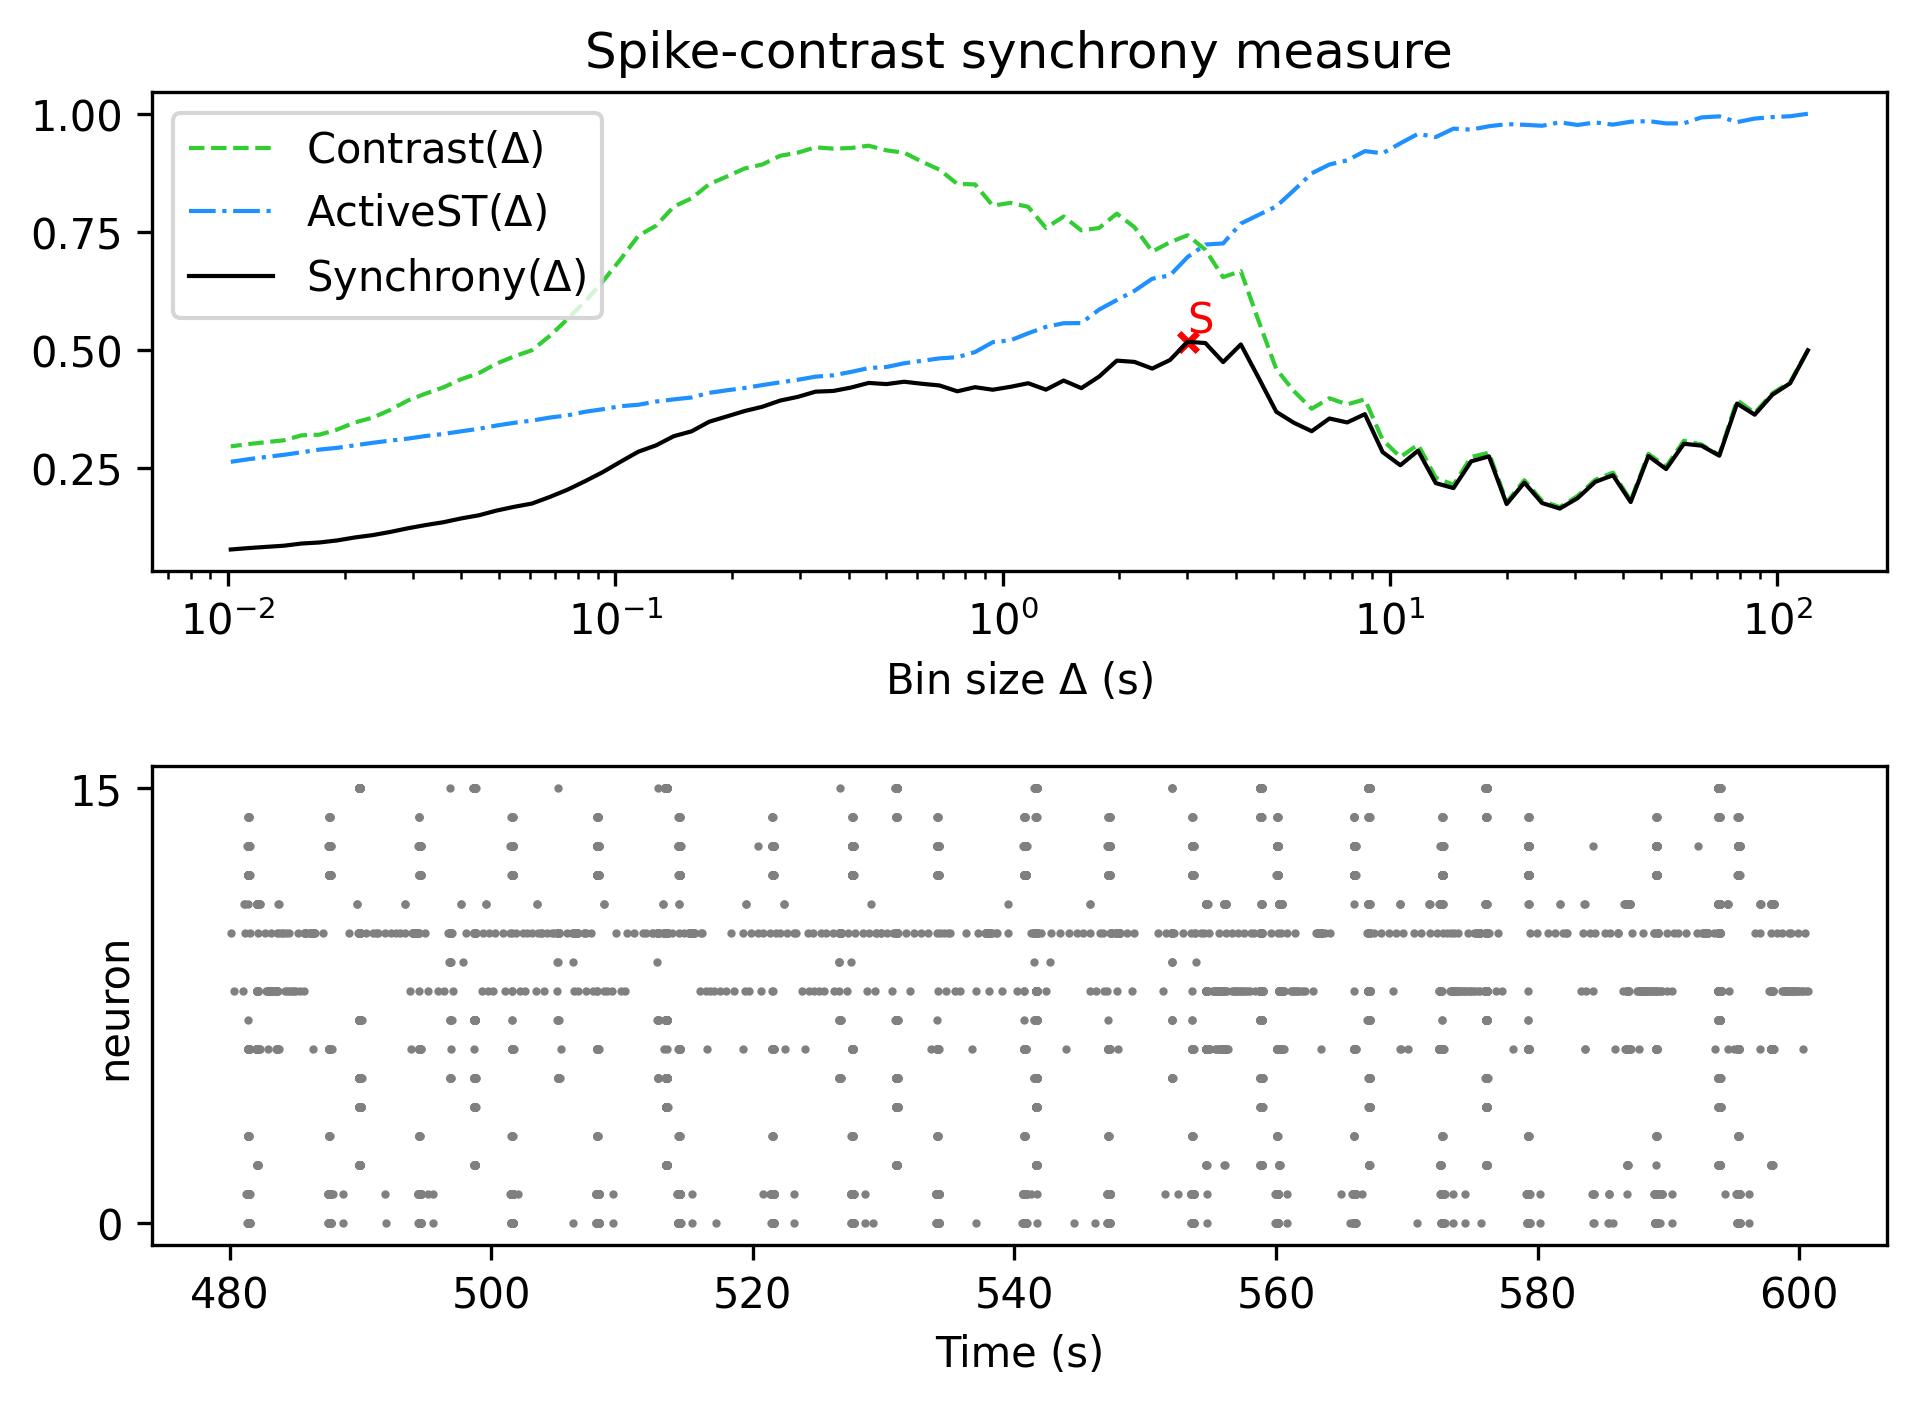 Spike-contrast synchrony measure
1.00
0.75
0.50
0.25
Contrast(Δ)
ActiveST(Δ)
Synchrony(Δ)
S
10⁻² 10⁻¹ 10⁰ 10¹ 10²
Bin size Δ (s)
15
neuron
0
480 500 520 540 560 580 600
Time (s)